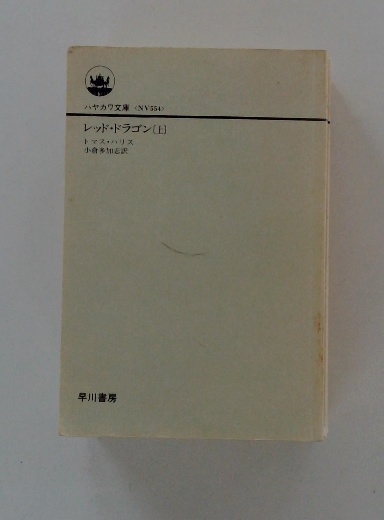 ハヤカワ文庫〈NV554〉
レッド・ドラゴン〔上〕
トマス・ハリス
小倉多加志訳
早川書房